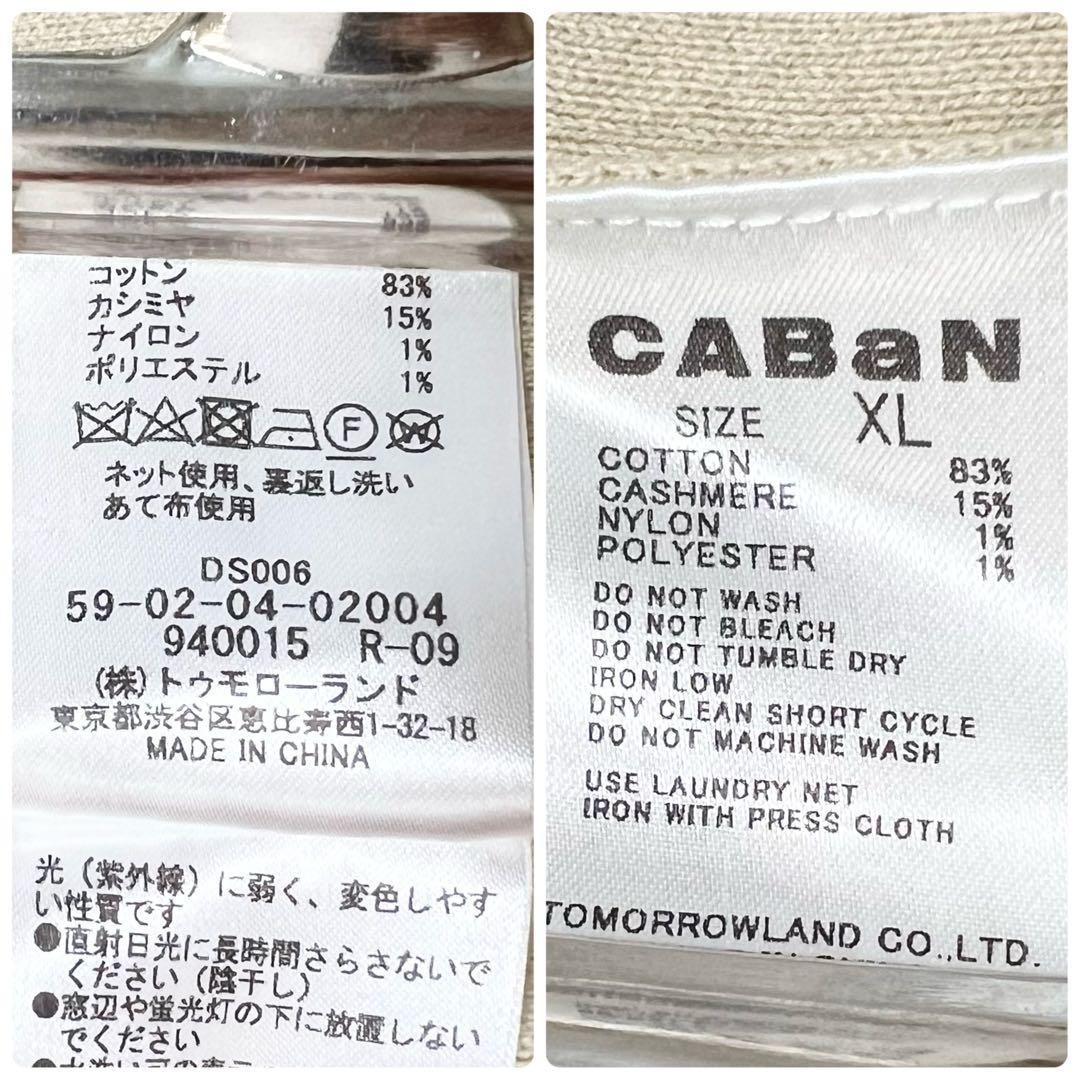 コットン 83%
カシミヤ 15%
ナイロン 1%
ポリエステル 1%
F W
ネット使用、裏返し洗い
あて布使用
DS006
59-02-04-02004
940015 R-09
(株)トゥモローランド
東京都渋谷区恵比寿西1-32-18
MADE IN CHINA
光(紫外線)に弱く、変色しやす
い性質です
●直射日光に長時間さらさないで
ください(陰干し)
●窓辺や蛍光灯の下に放置しない
でください
CABaN
SIZE XL
COTTON 83%
CASHMERE 15%
NYLON 1%
POLYESTER 1%
DO NOT WASH
DO NOT BLEACH
DO NOT TUMBLE DRY
IRON LOW
DRY CLEAN SHORT CYCLE
DO NOT MACHINE WASH
USE LAUNDRY NET
IRON WITH PRESS CLOTH
TOMORROWLAND CO.,LTD.